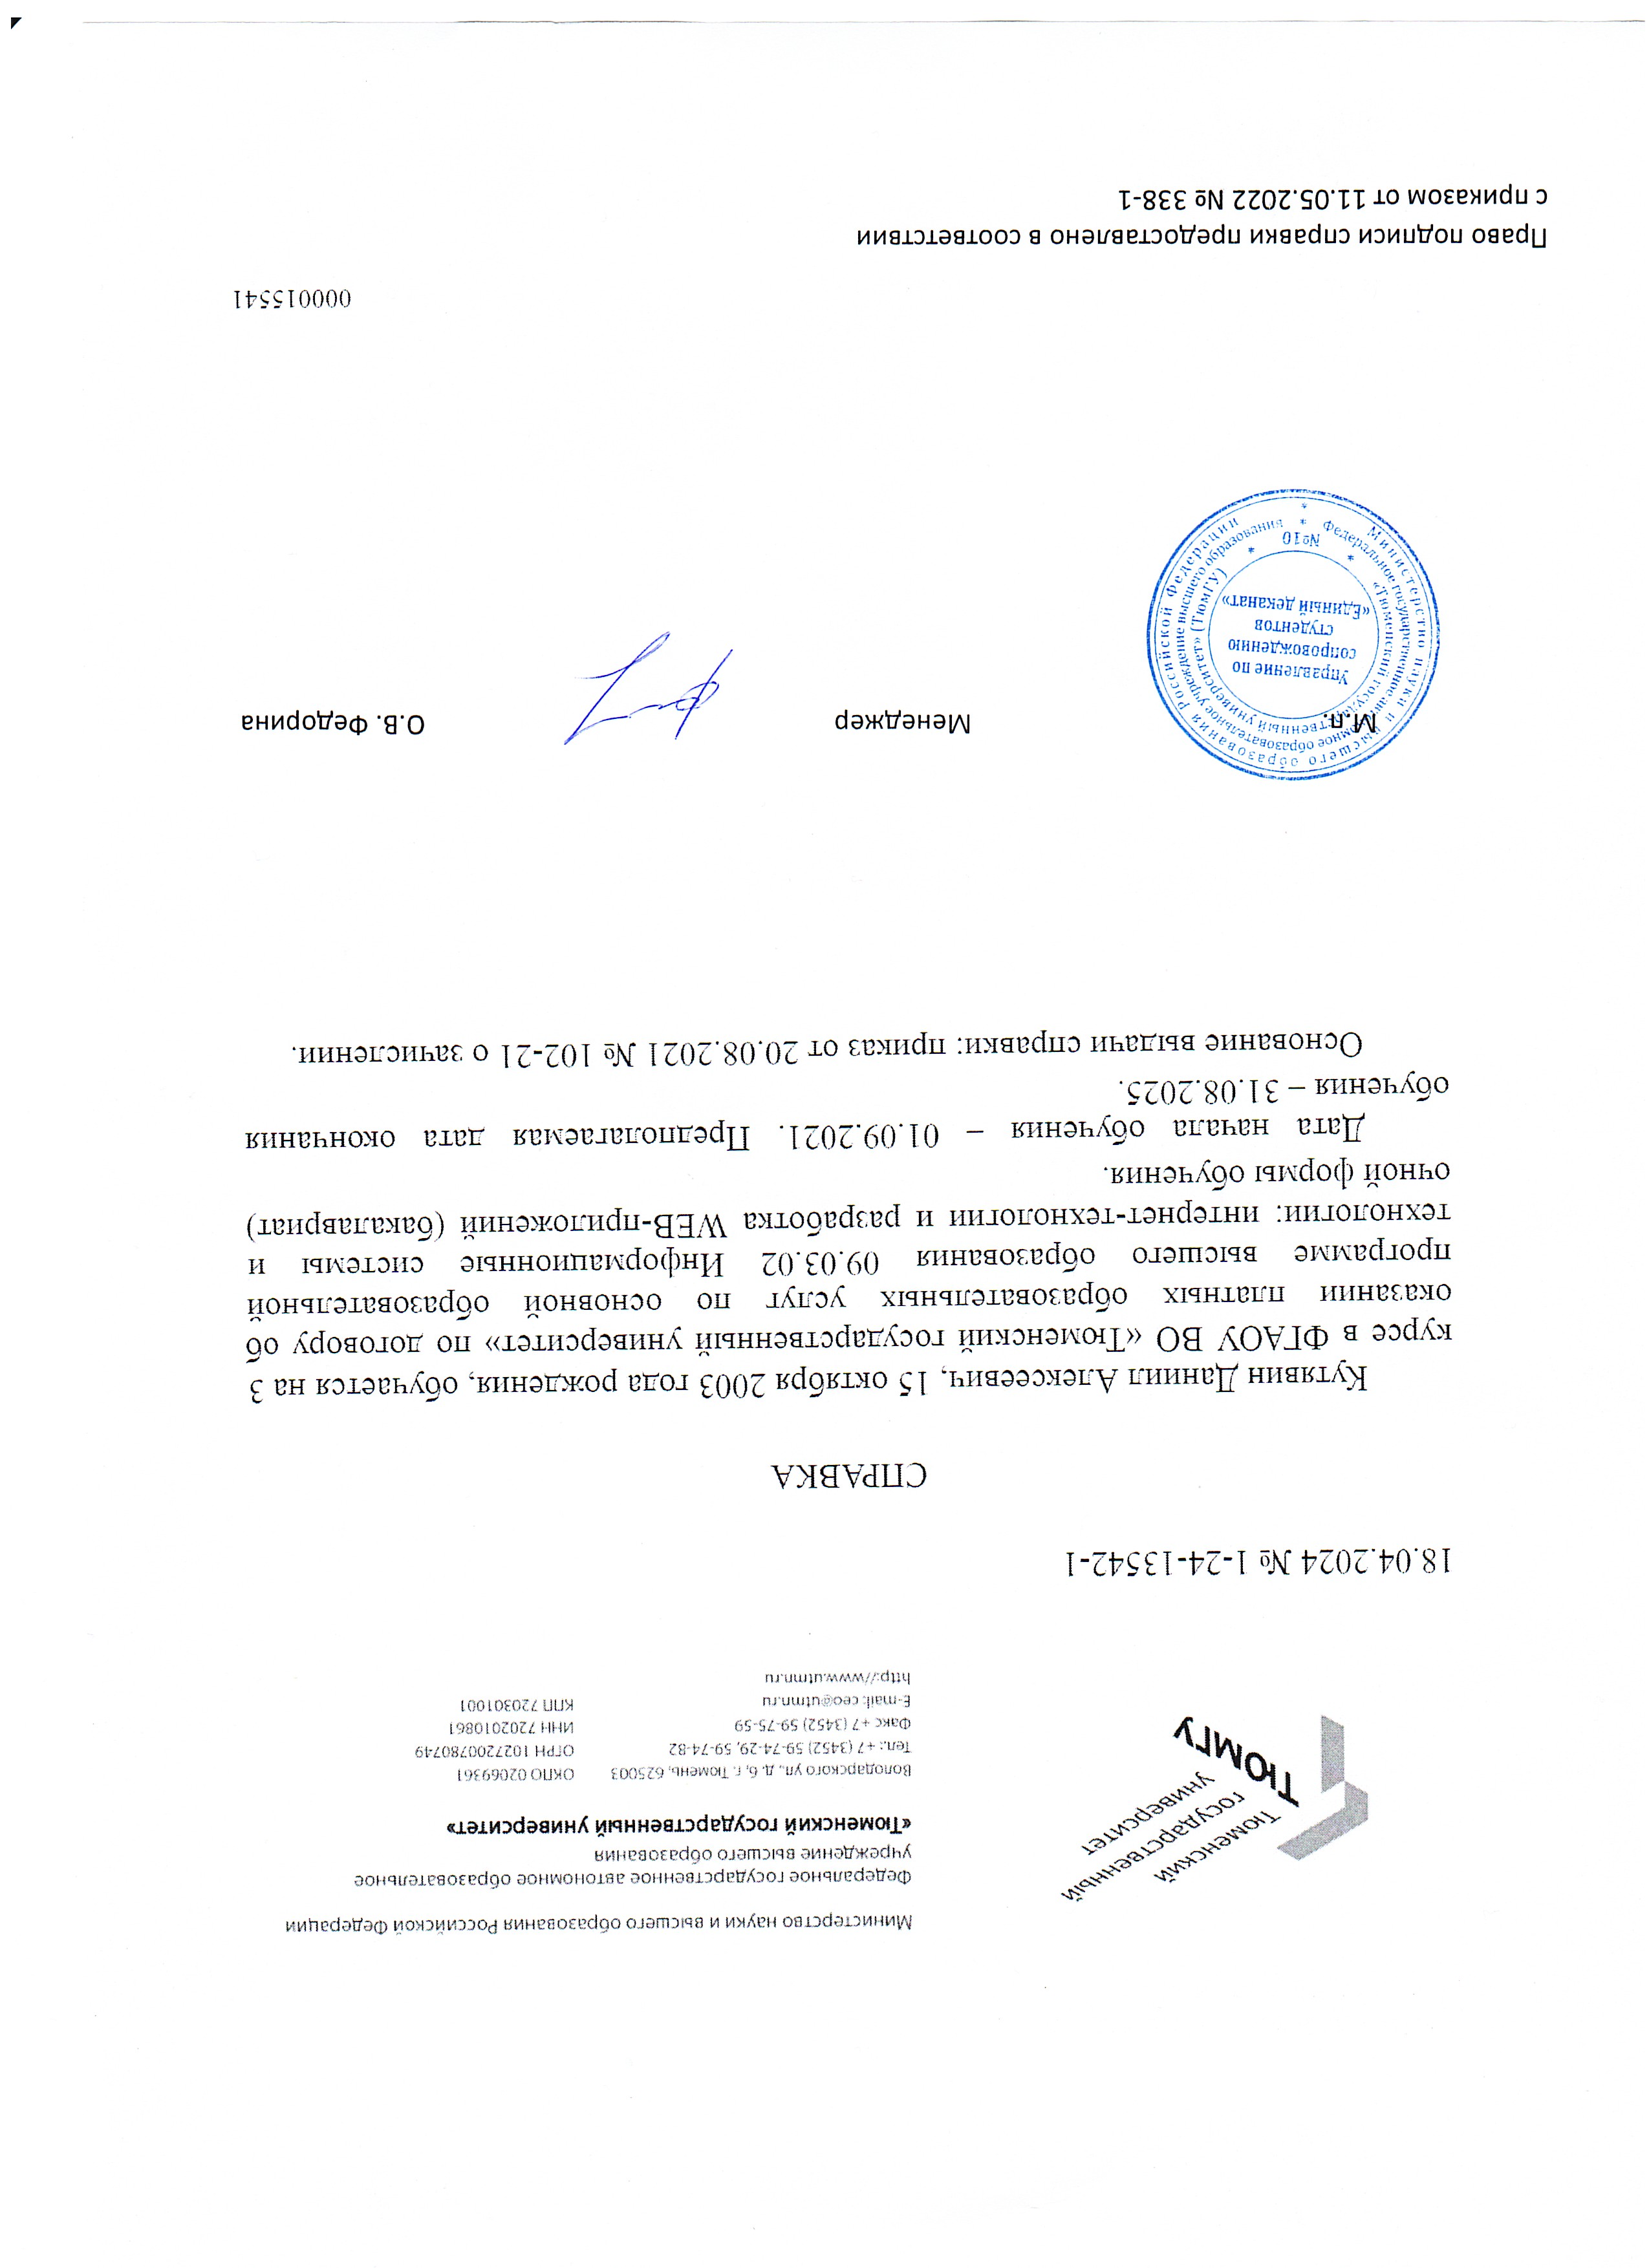 Тюменский
государственный
университет
ТЮМГУ
Министерство науки и высшего образования Российской Федерации
Федеральное государственное автономное образовательное
учреждение высшего образования
«Тюменский государственный университет»
Володарского ул., д. 6, г. Тюмень, 625003
Тел.: +7 (3452) 59-74-29, 59-74-82
Факс +7 (3452) 59-75-59
E-mail: ceo@utmn.ru
http://www.utmn.ru
ОКПО 02069361
ОГРН 1027200780749
ИНН 7202010861
КПП 720301001
18.04.2024 № 1-24-13542-1
СПРАВКА
Кутявин Даниил Алексеевич, 15 октября 2003 года рождения, обучается на 3
курсе в ФГАОУ ВО «Тюменский государственный университет» по договору об
оказании платных образовательных услуг по основной образовательной
программе высшего образования 09.03.02 Информационные системы и
технологии: интернет-технологии и разработка WEB-приложений (бакалавриат)
очной формы обучения.
Дата начала обучения – 01.09.2021. Предполагаемая дата окончания
обучения – 31.08.2025.
Основание выдачи справки: приказ от 20.08.2021 № 102-21 о зачислении.
М.п.
Менеджер
О.В. Федорина
Министерство науки и высшего образования Российской Федерации
Федеральное государственное автономное образовательное учреждение высшего образования
«Тюменский государственный университет» (ТюмГУ)
Управление по
сопровождению
студентов
«Единый деканат»
№10
000015541
Право подписи справки предоставлено в соответствии
с приказом от 11.05.2022 № 338-1